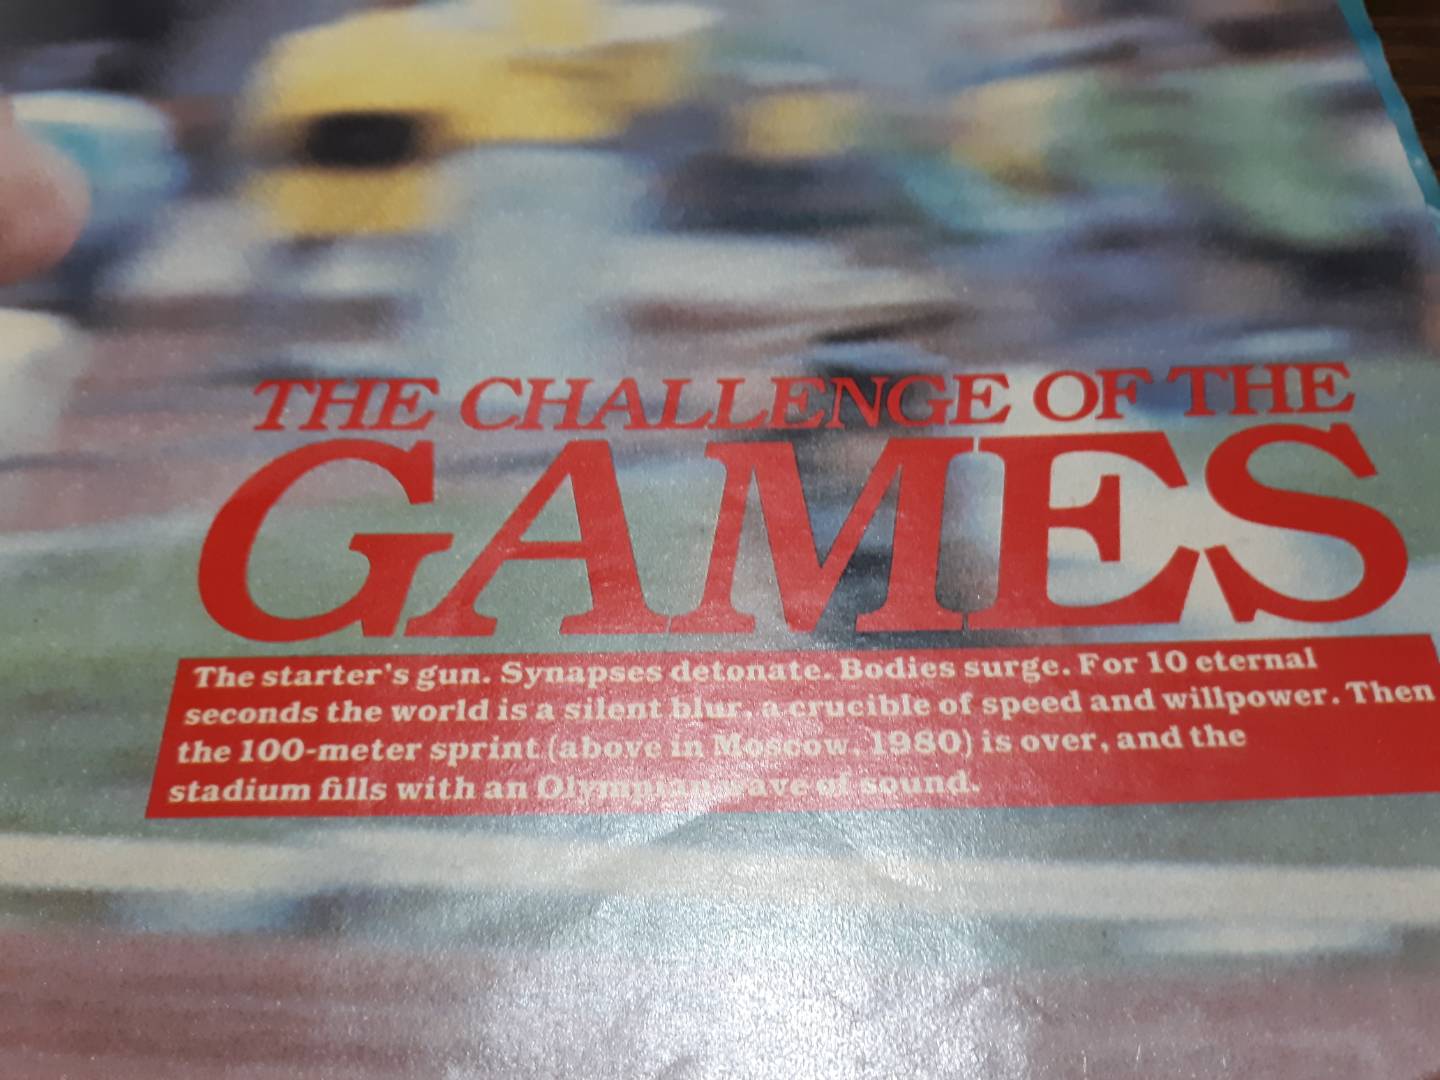 THE CHALLENGE OF THE
GAMES
The starter's gun. Synapses detonate. Bodies surge. For 10 eternal
seconds the world is a silent blur, a crucible of speed and willpower. Then
the 100-meter sprint (above in Moscow, 1980) is over, and the
stadium fills with an Olympian wave of sound.